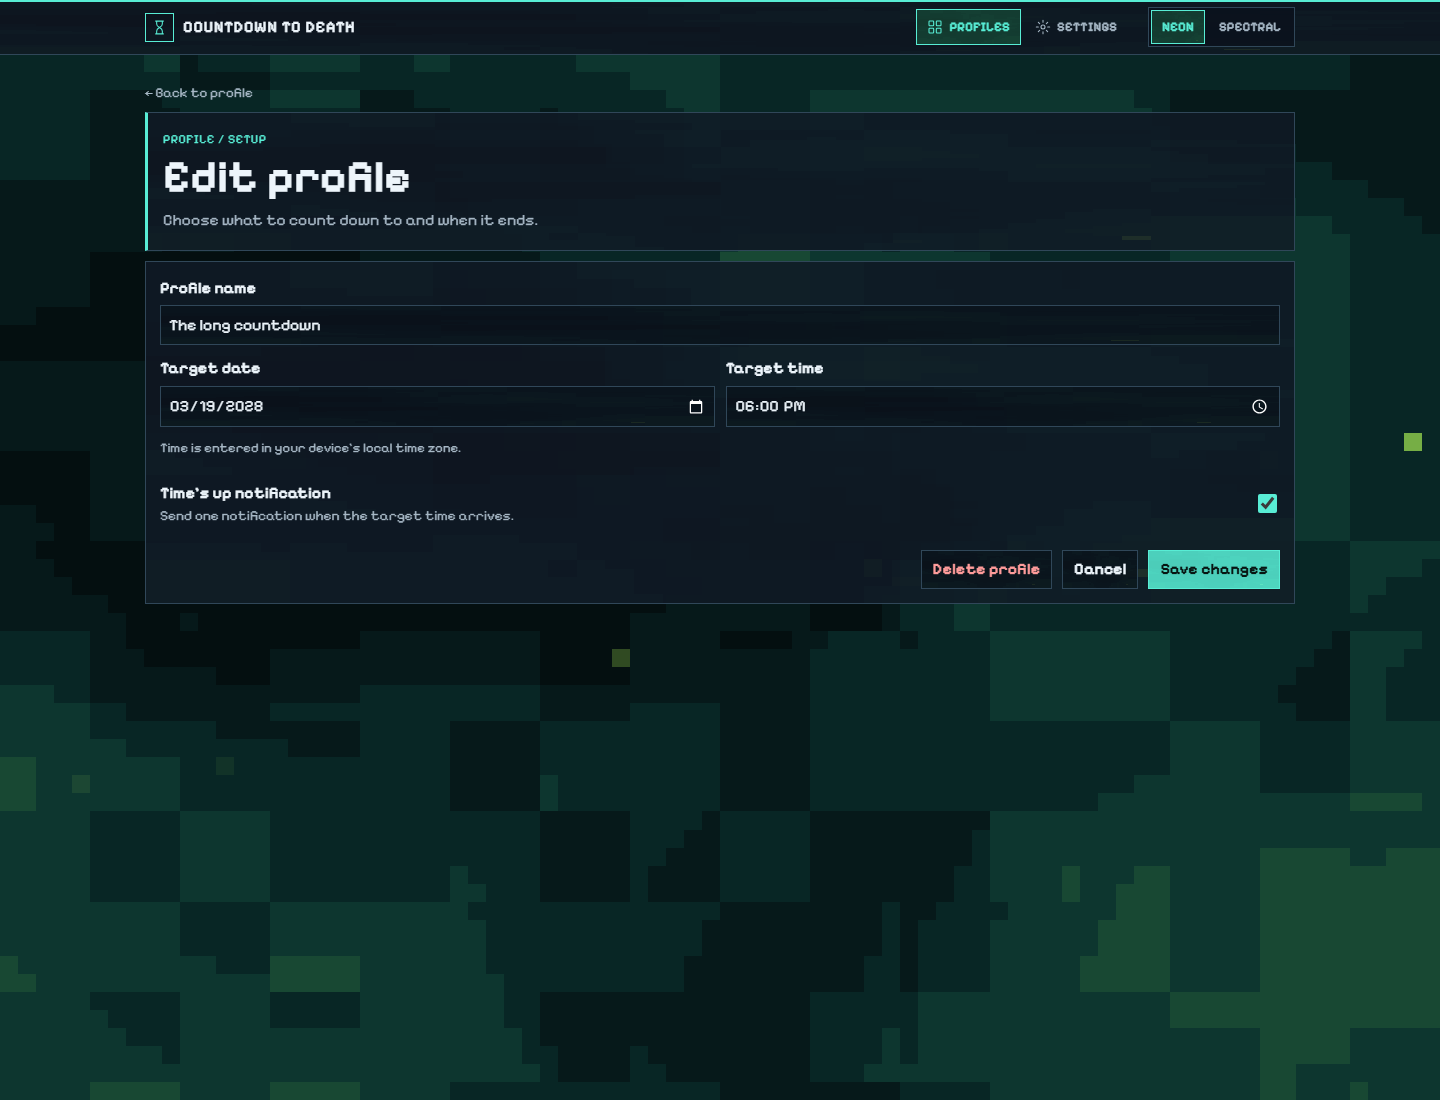 COUNTDOWN TO DEATH
PROFILES
SETTINGS
NEON
SPECTRAL
← Back to profile
PROFILE / SETUP
Edit profile
Choose what to count down to and when it ends.
Profile name
The long countdown
Target date
Target time
03/19/2028
06:00 PM
Time is entered in your device's local time zone.
Time's up notification
Send one notification when the target time arrives.
Delete profile
Cancel
Save changes